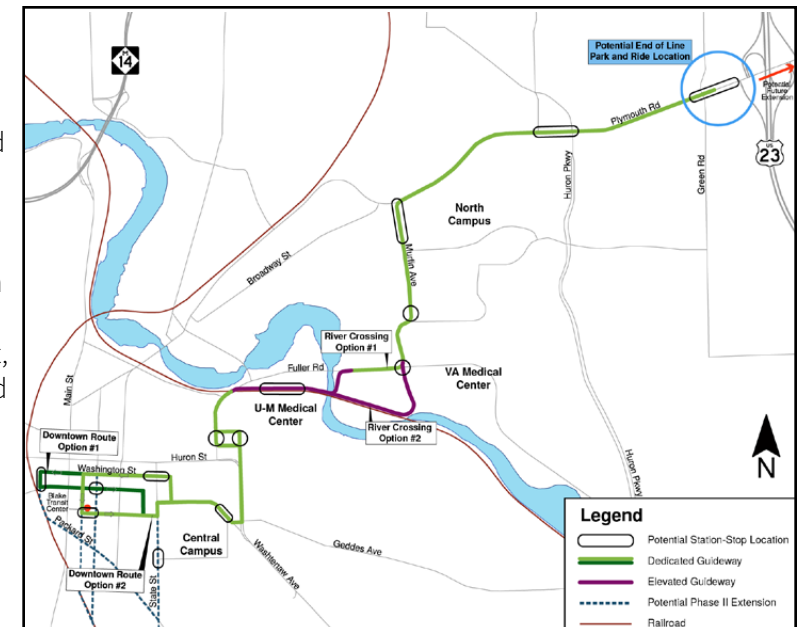 M
14
Potential End of Line
Park and Ride Location
Potential
Future
Extension
US
23
Plymouth Rd
Huron Pkwy
Green Rd
North
Campus
Murfin Ave
Broadway St
River Crossing
Option #1
Fuller Rd
VA Medical
Center
Main St
U-M Medical
Center
River Crossing
Option #2
Downtown Route
Option #1
Huron St
Washington St
Blake
Transit
Center
Packard St
Central
Campus
Huron Pkwy
N
Geddes Ave
Washtenaw Ave
Downtown Route
Option #2
State St
Legend
Potential Station-Stop Location
Dedicated Guideway
Elevated Guideway
Potential Phase II Extension
Railroad